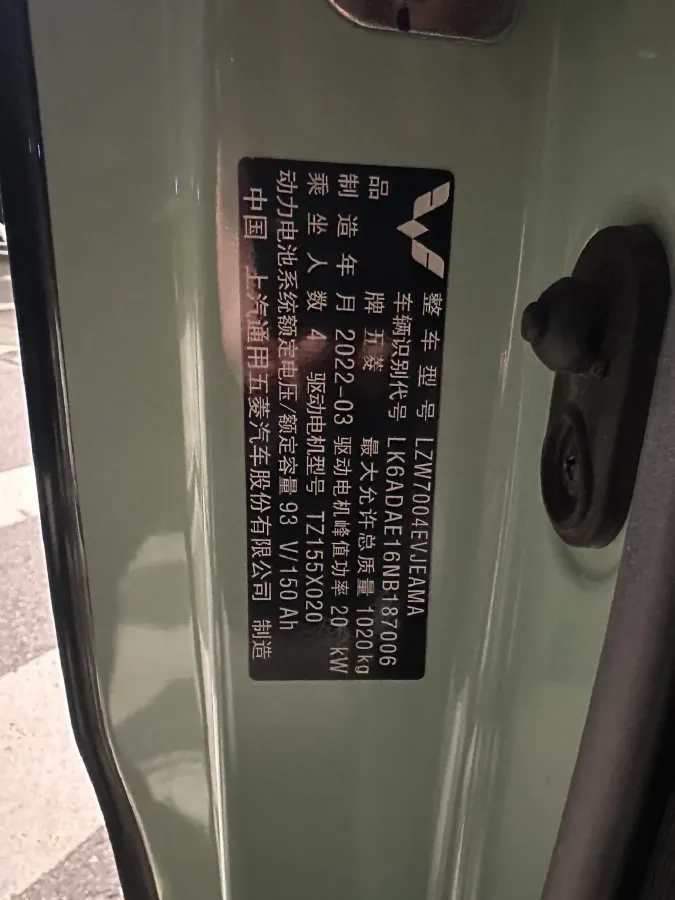 整车型号 LZW7004EVJEAMA
车辆识别代号 LK6ADAE16NB187006
品牌 五菱 最大允许总质量 1020 kg
制造年月 2022-03 驱动电机峰值功率 20 kW
乘坐人数 4 驱动电机型号 TZ155X020
动力电池系统额定电压/额定容量 93 V/150 Ah
中国 上汽通用五菱汽车股份有限公司 制造